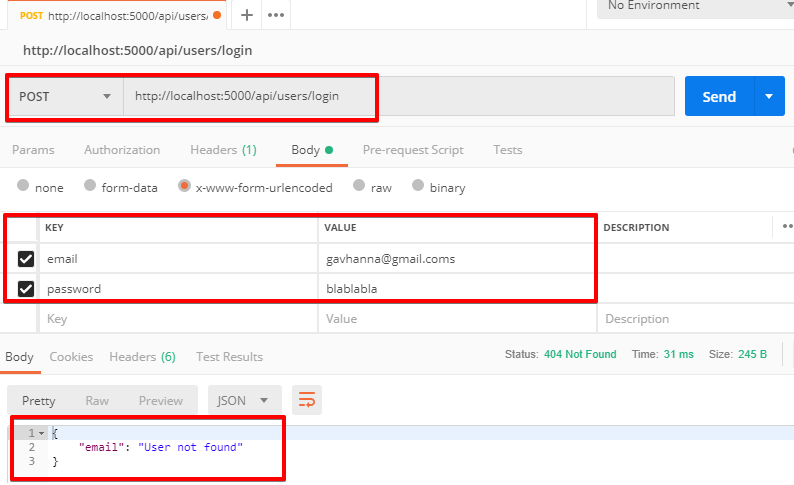 POST http://localhost:5000/api/users/ + ••• No Environment
http://localhost:5000/api/users/login
POST http://localhost:5000/api/users/login Send
Params Authorization Headers (1) Body Pre-request Script Tests
none form-data x-www-form-urlencoded raw binary
KEY VALUE DESCRIPTION ••
email gavhanna@gmail.coms
password blablabla
Key Value Description
Body Cookies Headers (6) Test Results Status: 404 Not Found Time: 31 ms Size: 245 B
Pretty Raw Preview JSON
1 {
2 "email": "User not found"
3 }